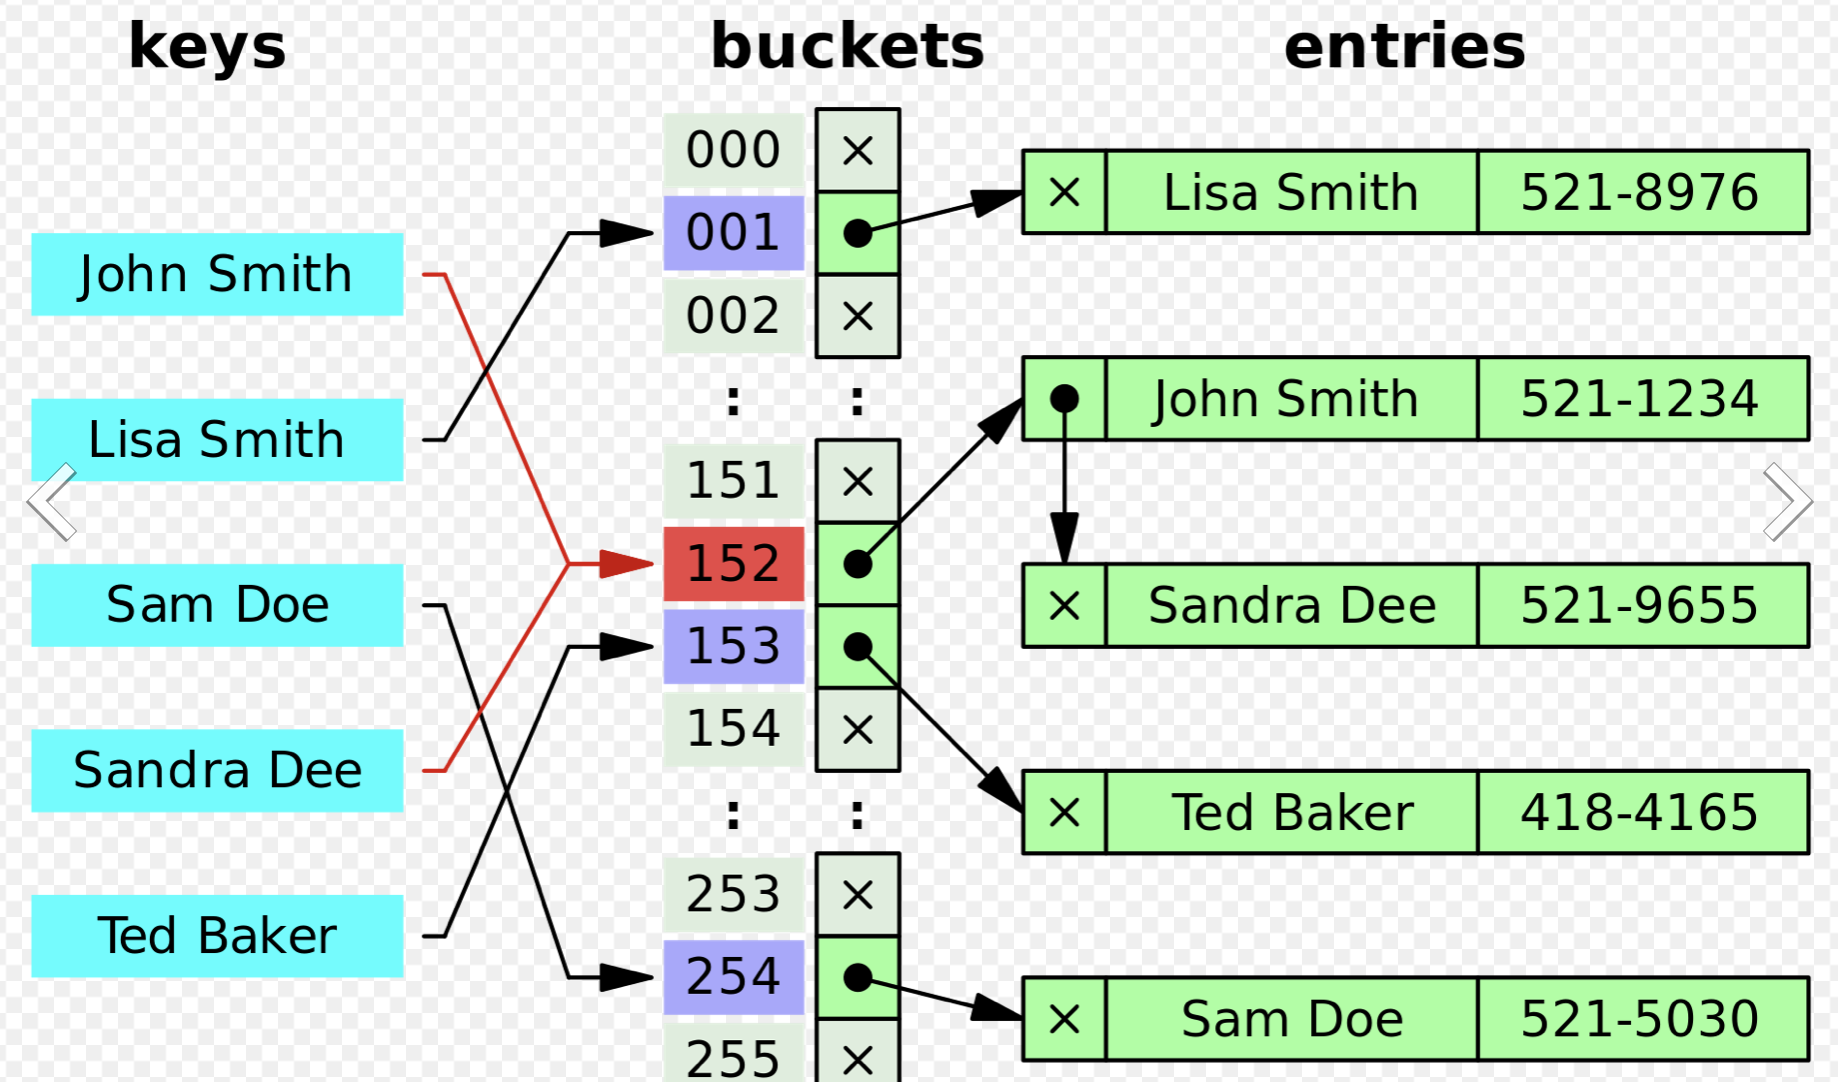 keys buckets entries
000 ×
× Lisa Smith 521-8976
001
John Smith
002 ×
: :
John Smith 521-1234
Lisa Smith
151 ×
152
Sam Doe
× Sandra Dee 521-9655
153
154 ×
Sandra Dee
: :
× Ted Baker 418-4165
253 ×
Ted Baker
254
× Sam Doe 521-5030
255 ×